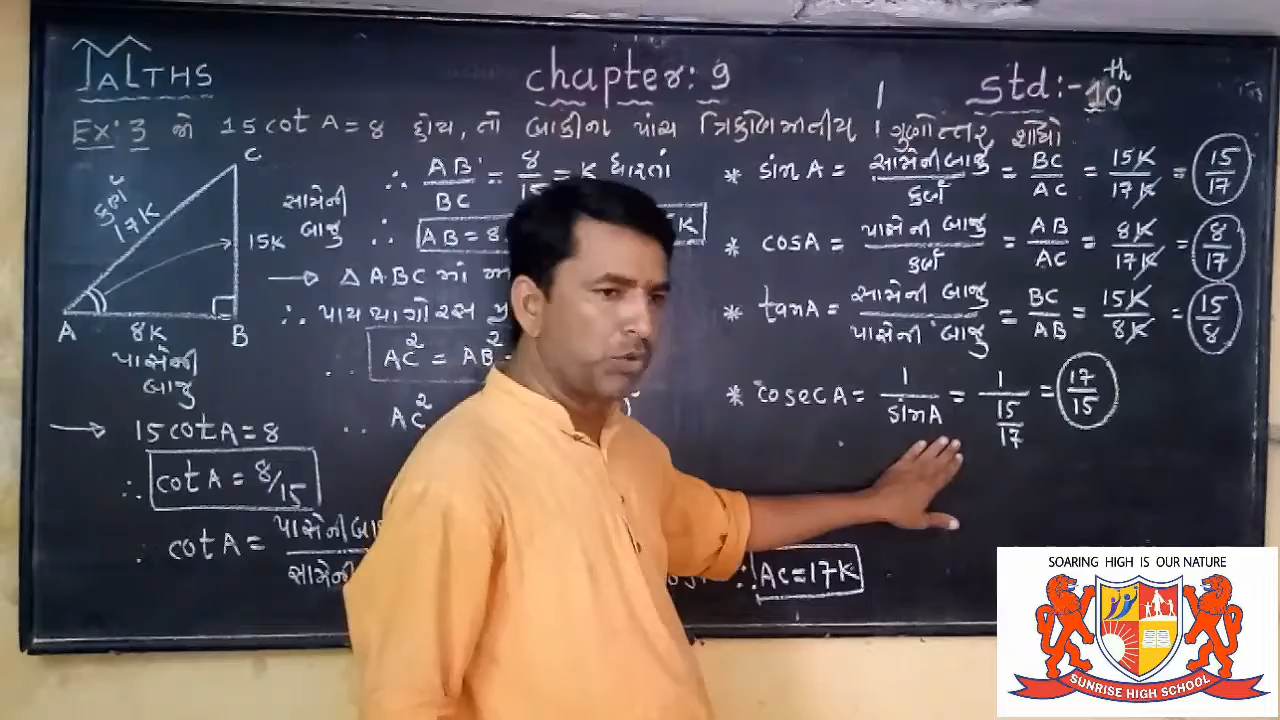 MATHS
chapter: 9
std:- 10th
Ex: 3 જો 15 cot A = 8 હોય, તો બાકીના પાંચ ત્રિકોણમિતીય ગુણોત્તર શોધો
C
કર્ણ
17K
15K
સામેની
બાજુ
A
8K
B
પાસેની
બાજુ
→ 15 cot A = 8
∴ cot A = 8/15
∴ cot A = પાસેની
સામેની
∴ AB/BC = 8/15 = K ધારતાં
∴ AB = 8
K
→ △ ABC માં
∴ પાયથાગોરસ
∴ AC² = AB²
∴ AC²
∴ AC = 17K
* sin A = સામેની બાજુ/કર્ણ = BC/AC = 15K/17K = 15/17
* cos A = પાસેની બાજુ/કર્ણ = AB/AC = 8K/17K = 8/17
* tan A = સામેની બાજુ/પાસેની બાજુ = BC/AB = 15K/8K = 15/8
* cosec A = 1/sin A = 1/(15/17) = 17/15
SOARING HIGH IS OUR NATURE
SUNRISE HIGH SCHOOL